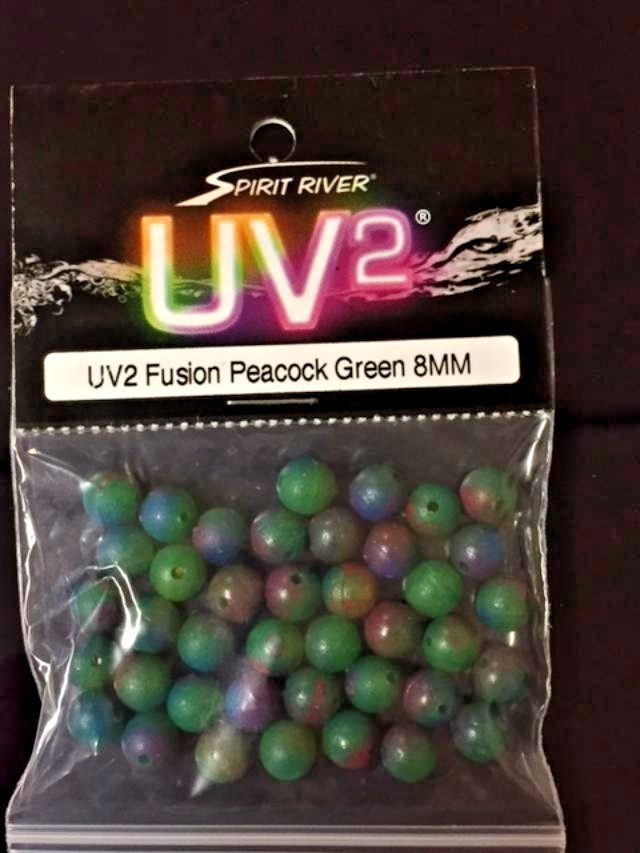 SPIRIT RIVER®
UV2®
UV2 Fusion Peacock Green 8MM